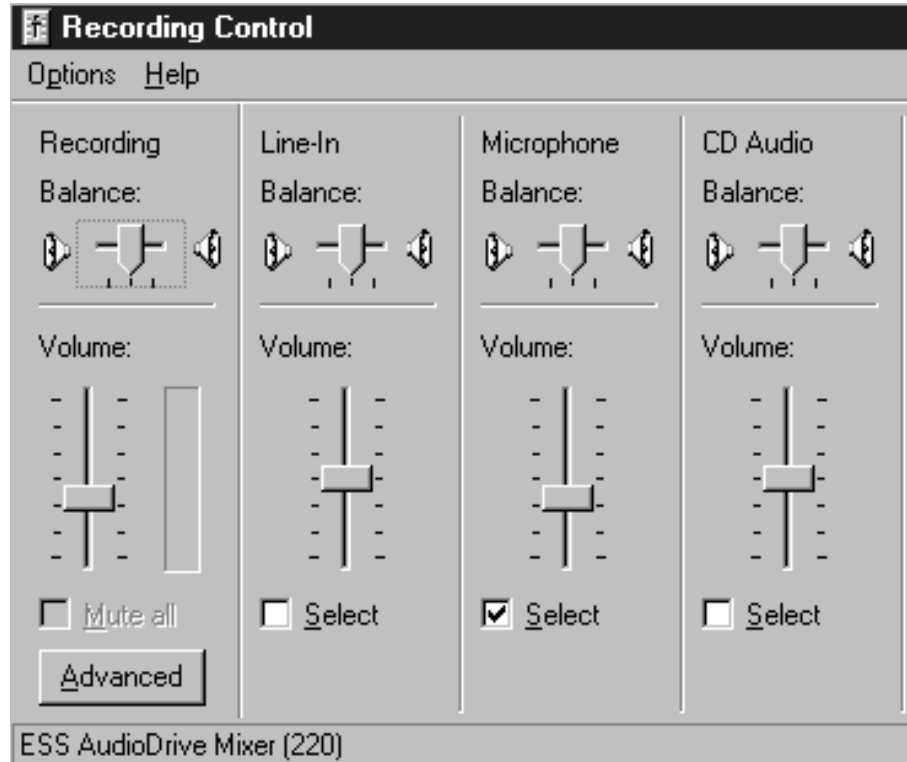 Recording Control
Options Help
Recording Line-In Microphone CD Audio
Balance: Balance: Balance: Balance:
Volume: Volume: Volume: Volume:
Mute all Select Select Select
Advanced
ESS AudioDrive Mixer (220)